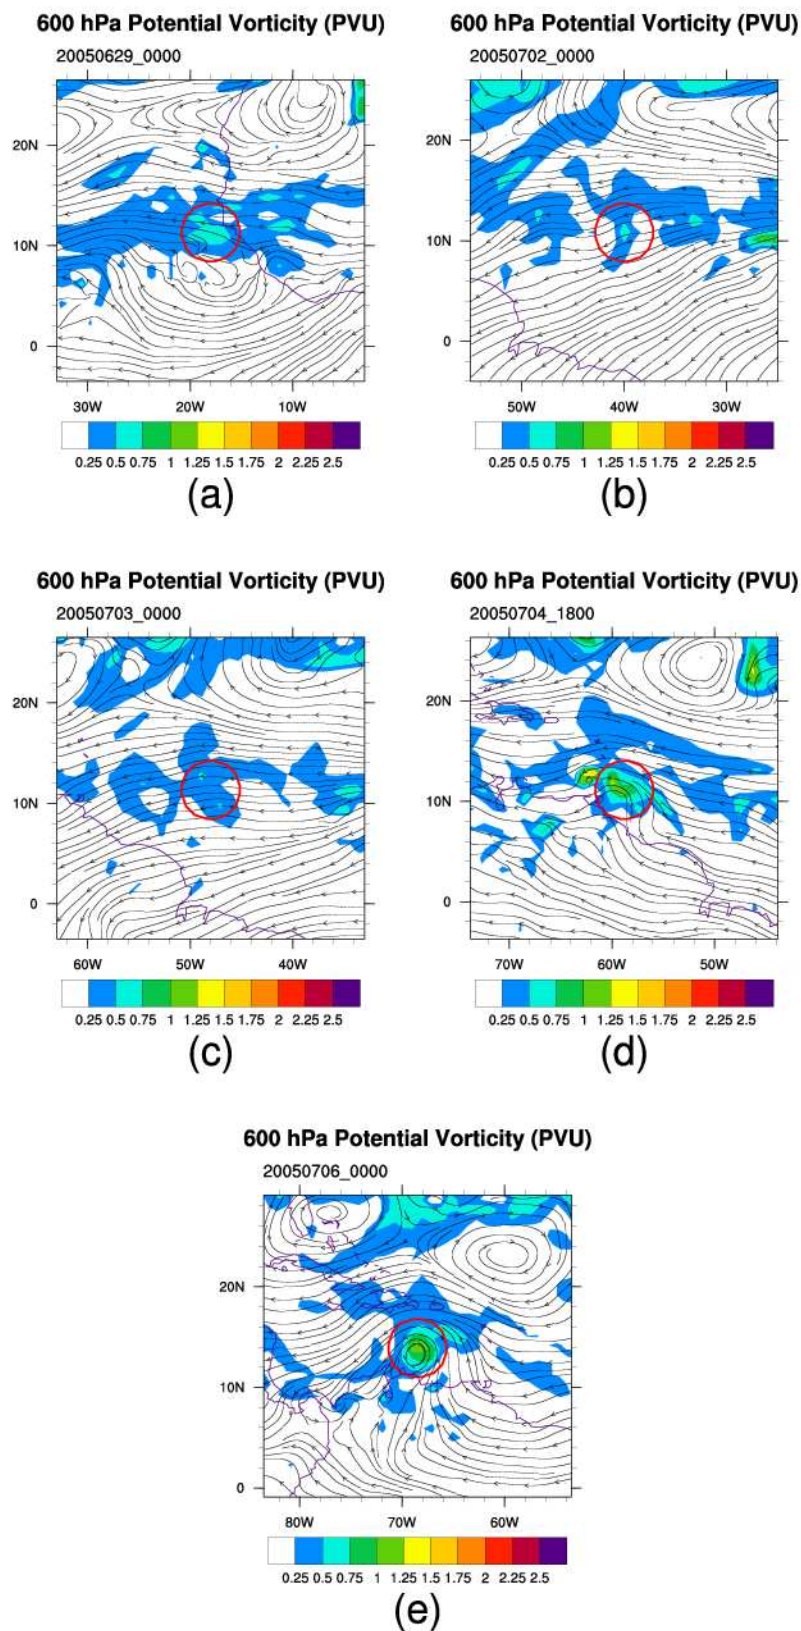 600 hPa Potential Vorticity (PVU)
20050629_0000
20N
10N
0
30W 20W 10W
0.25 0.5 0.75 1 1.25 1.5 1.75 2 2.25 2.5
(a)
600 hPa Potential Vorticity (PVU)
20050702_0000
20N
10N
0
50W 40W 30W
0.25 0.5 0.75 1 1.25 1.5 1.75 2 2.25 2.5
(b)
600 hPa Potential Vorticity (PVU)
20050703_0000
20N
10N
0
60W 50W 40W
0.25 0.5 0.75 1 1.25 1.5 1.75 2 2.25 2.5
(c)
600 hPa Potential Vorticity (PVU)
20050704_1800
20N
10N
0
70W 60W 50W
0.25 0.5 0.75 1 1.25 1.5 1.75 2 2.25 2.5
(d)
600 hPa Potential Vorticity (PVU)
20050706_0000
20N
10N
0
80W 70W 60W
0.25 0.5 0.75 1 1.25 1.5 1.75 2 2.25 2.5
(e)